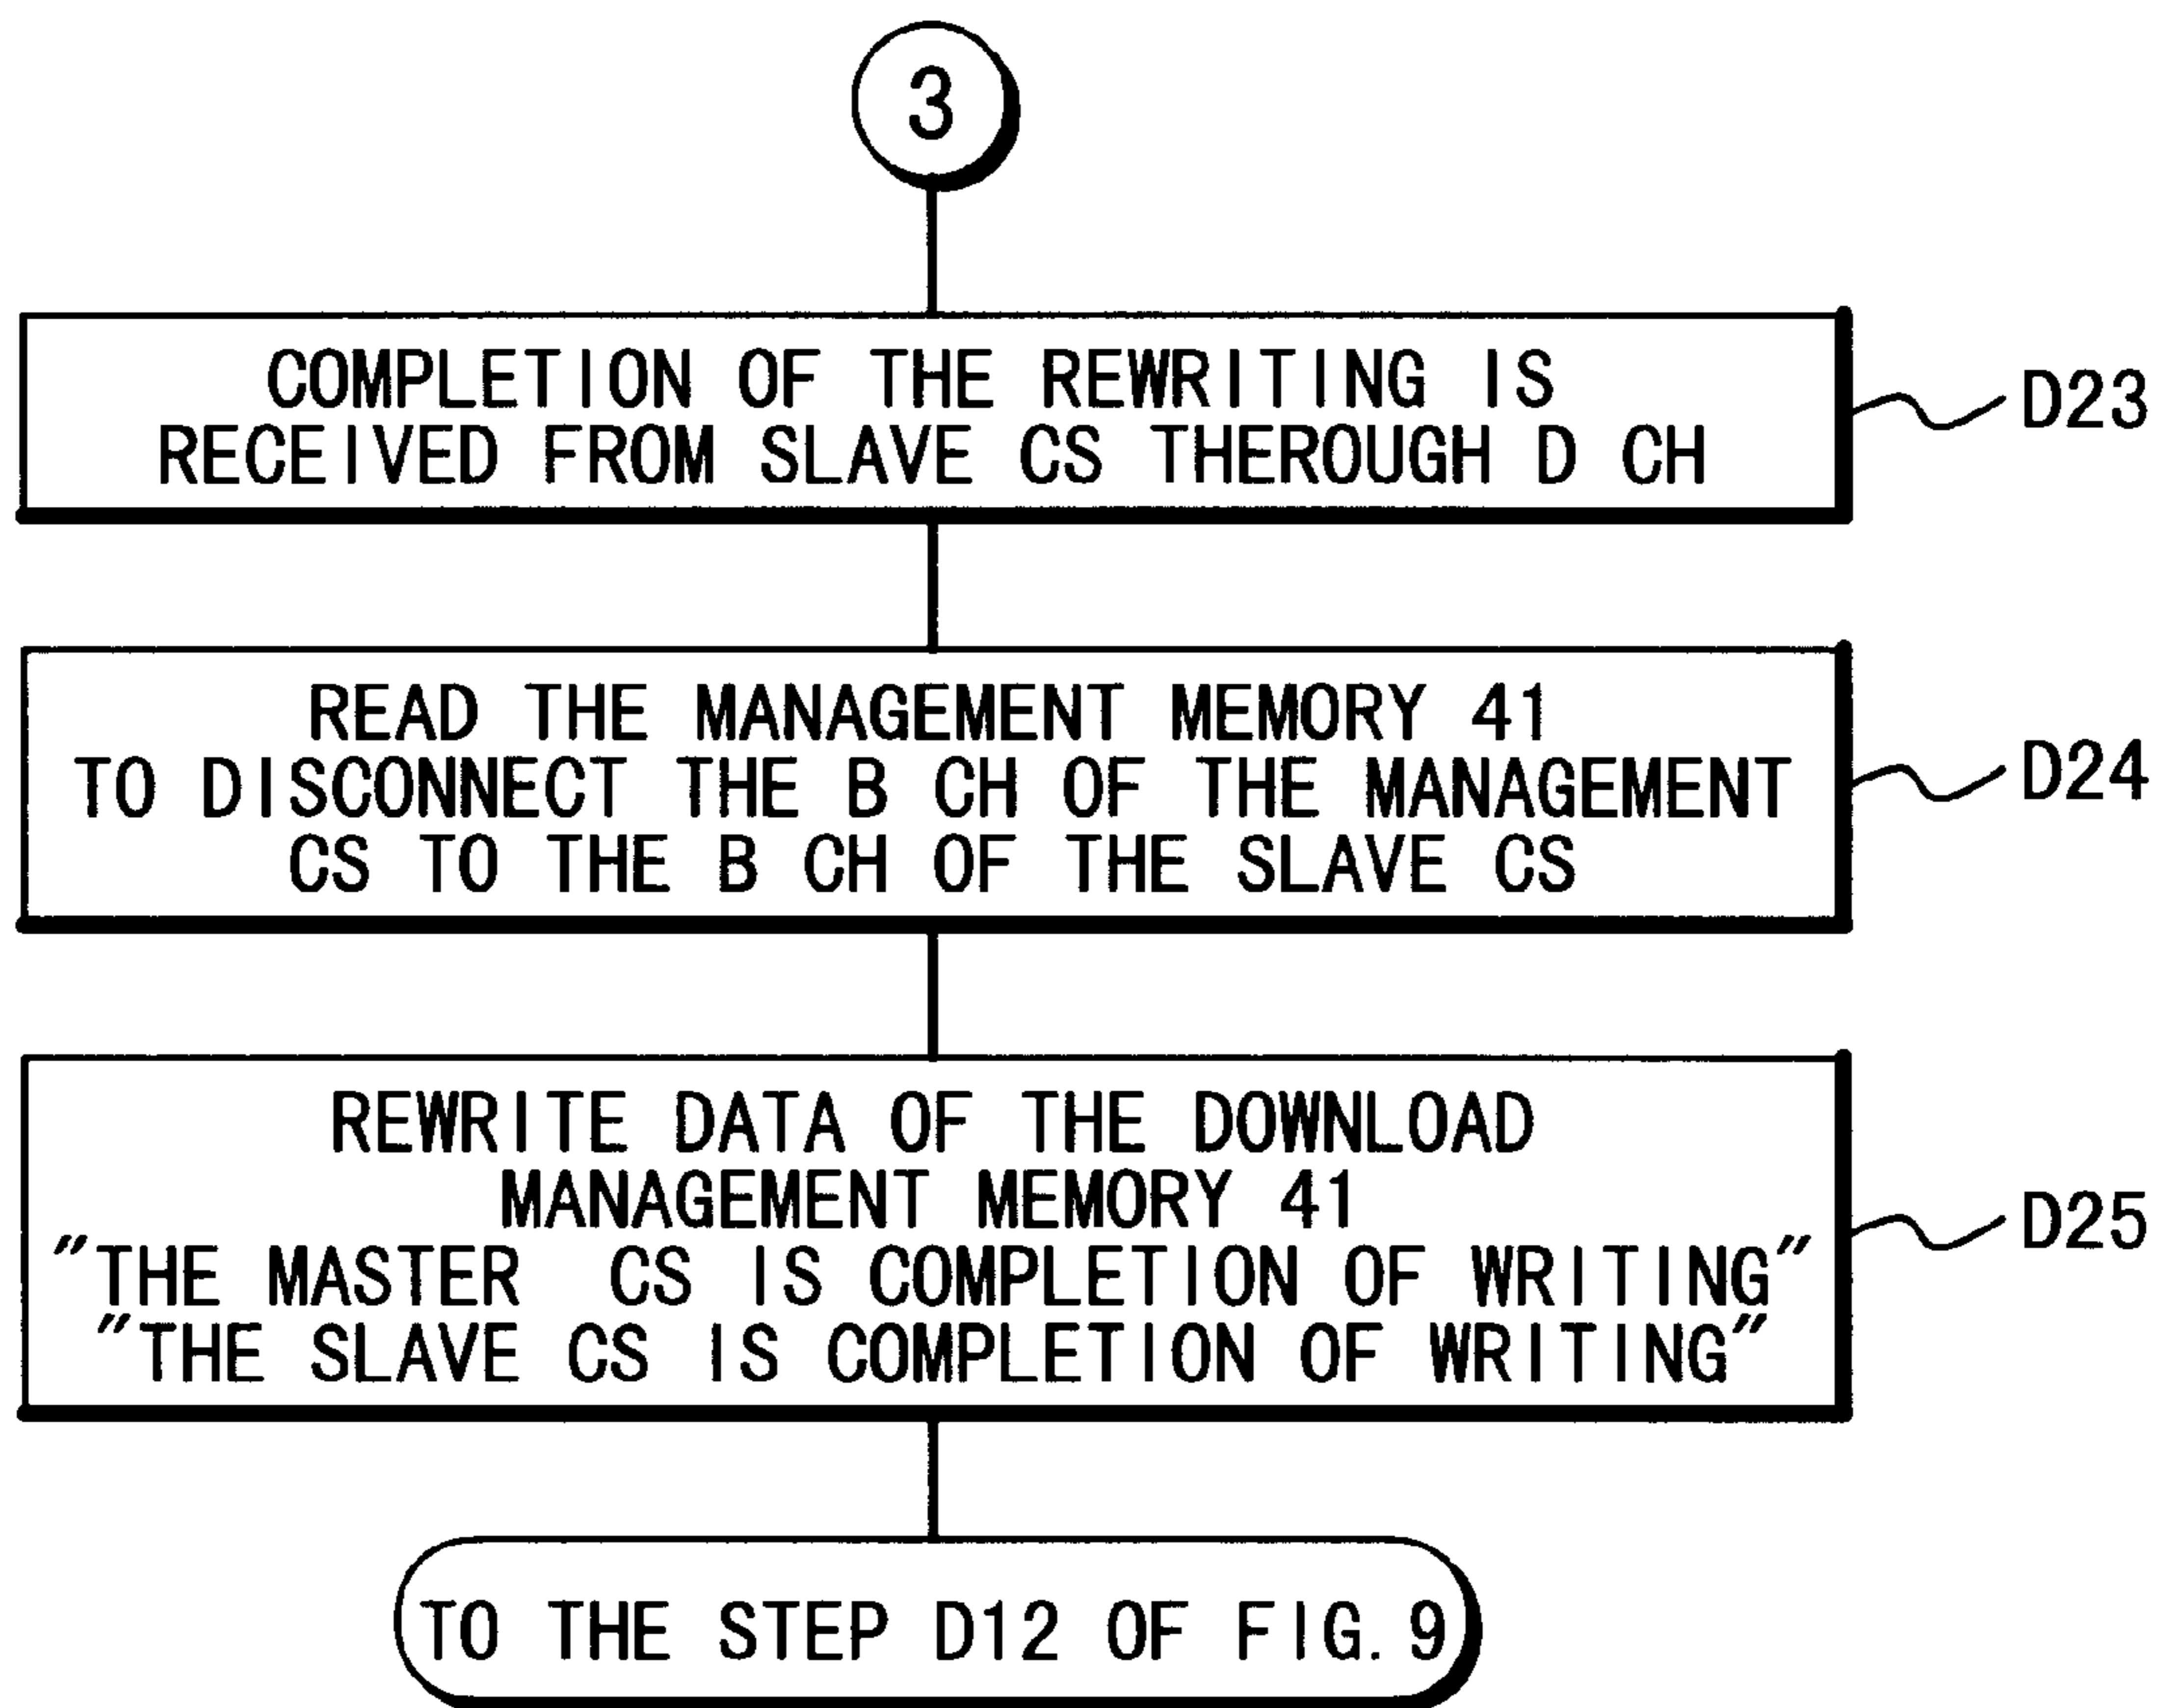 3
COMPLETION OF THE REWRITING IS
RECEIVED FROM SLAVE CS THEROUGH D CH
D23
READ THE MANAGEMENT MEMORY 41
TO DISCONNECT THE B CH OF THE MANAGEMENT
CS TO THE B CH OF THE SLAVE CS
D24
REWRITE DATA OF THE DOWNLOAD
MANAGEMENT MEMORY 41
"THE MASTER CS IS COMPLETION OF WRITING"
"THE SLAVE CS IS COMPLETION OF WRITING"
D25
TO THE STEP D12 OF FIG. 9